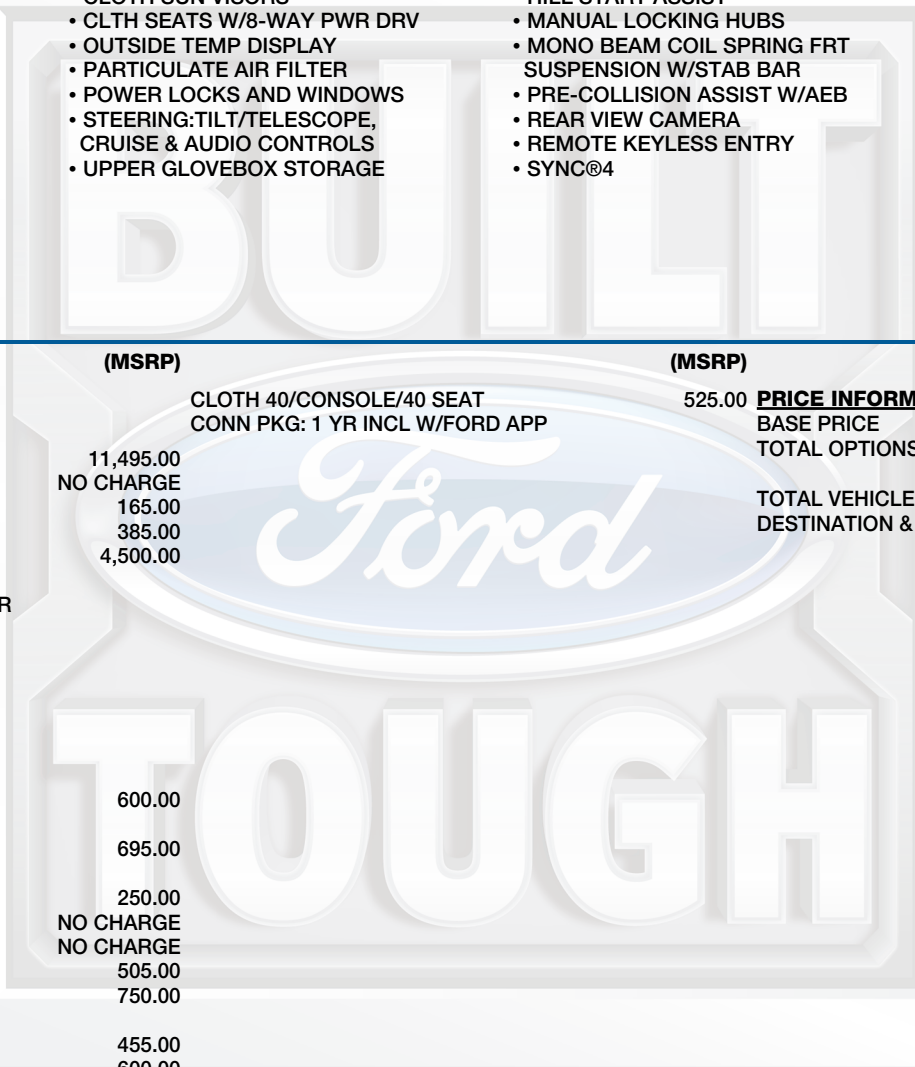 • CLTH SEATS W/8-WAY PWR DRV
• OUTSIDE TEMP DISPLAY
• PARTICULATE AIR FILTER
• POWER LOCKS AND WINDOWS
• STEERING:TILT/TELESCOPE,
CRUISE & AUDIO CONTROLS
• UPPER GLOVEBOX STORAGE
• MANUAL LOCKING HUBS
• MONO BEAM COIL SPRING FRT
SUSPENSION W/STAB BAR
• PRE-COLLISION ASSIST W/AEB
• REAR VIEW CAMERA
• REMOTE KEYLESS ENTRY
• SYNC®4
BUILT
Ford
TOUGH
(MSRP)
11,495.00
NO CHARGE
165.00
385.00
4,500.00
R
600.00
695.00
250.00
NO CHARGE
NO CHARGE
505.00
750.00
455.00
CLOTH 40/CONSOLE/40 SEAT
CONN PKG: 1 YR INCL W/FORD APP
(MSRP)
525.00
PRICE INFORM
BASE PRICE
TOTAL OPTIONS
TOTAL VEHICLE
DESTINATION &